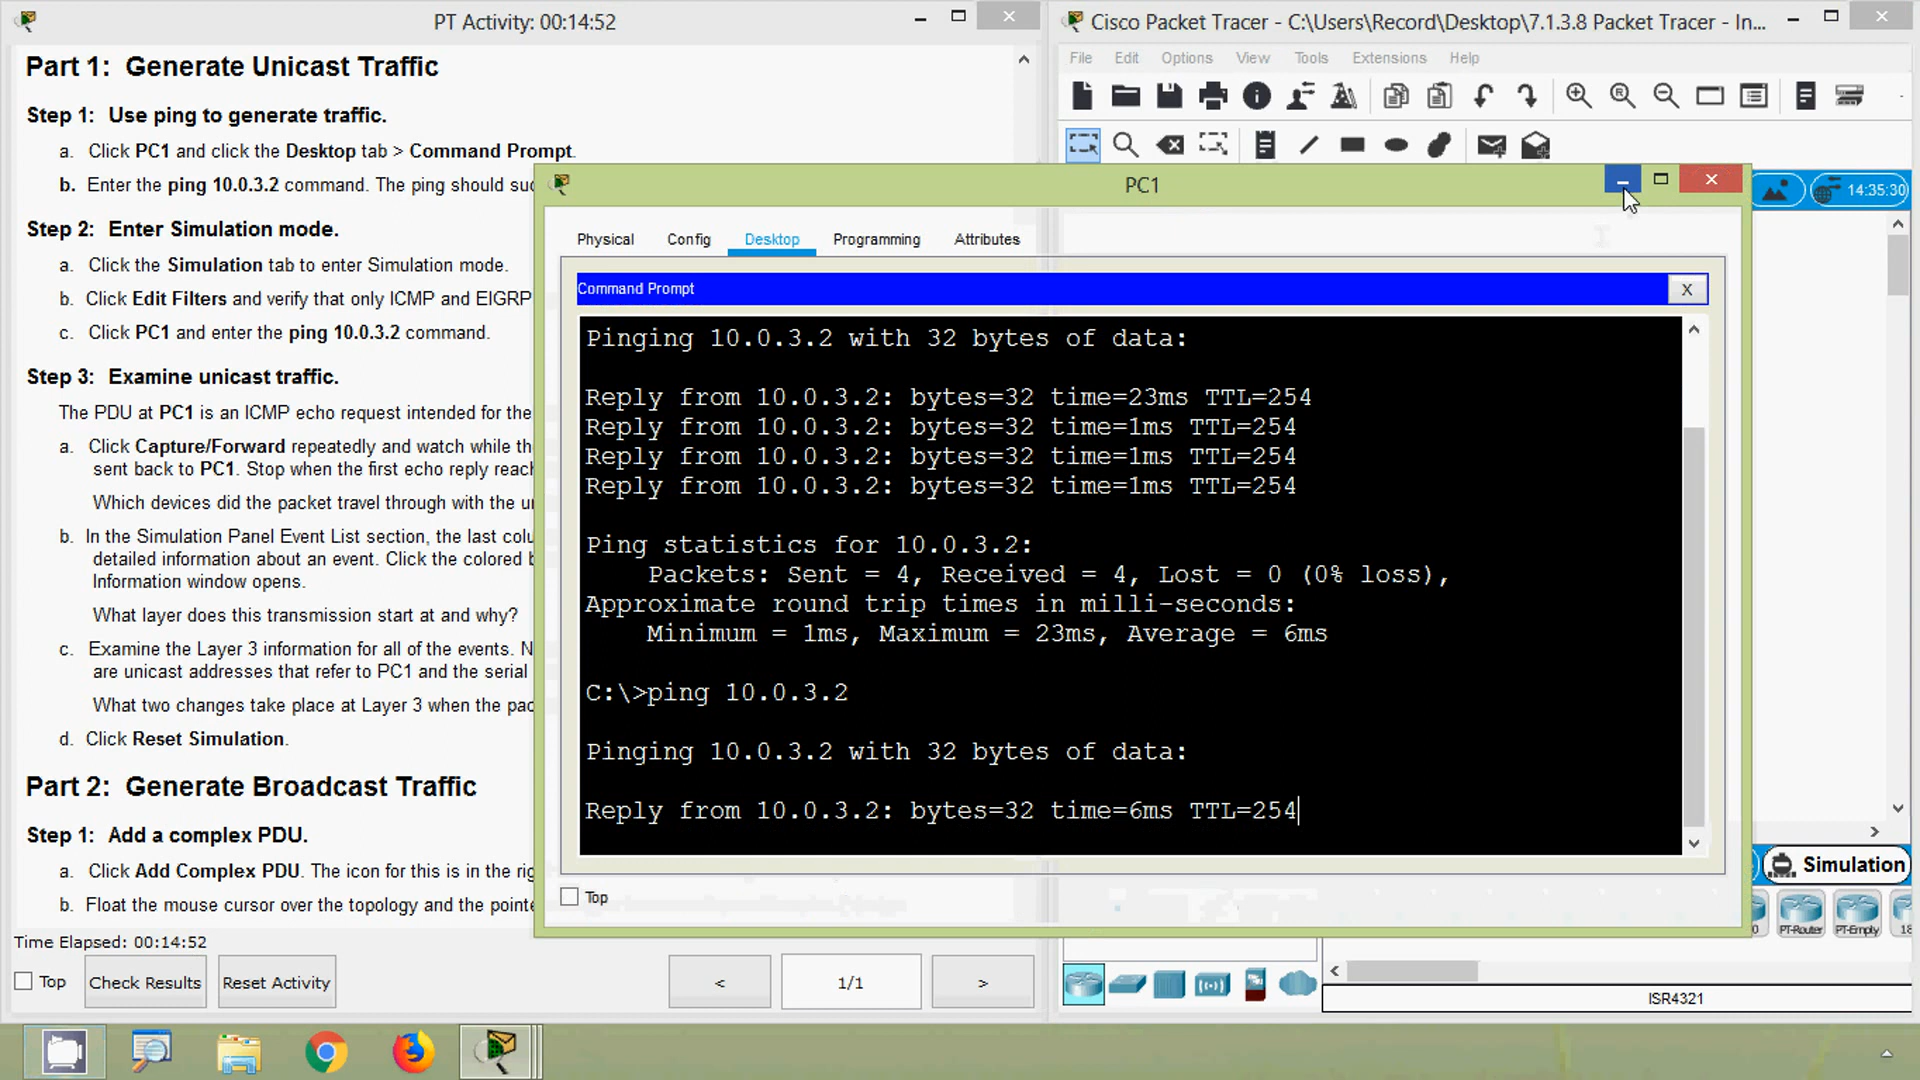 PT Activity: 00:14:52
Part 1: Generate Unicast Traffic
Step 1: Use ping to generate traffic.
a. Click PC1 and click the Desktop tab > Command Prompt.
b. Enter the ping 10.0.3.2 command. The ping should
Step 2: Enter Simulation mode.
a. Click the Simulation tab to enter Simulation mode.
b. Click Edit Filters and verify that only ICMP and EIGRP
c. Click PC1 and enter the ping 10.0.3.2 command.
Step 3: Examine unicast traffic.
The PDU at PC1 is an ICMP echo request intended for the
a. Click Capture/Forward repeatedly and watch while
sent back to PC1. Stop when the first echo reply
Which devices did the packet travel through with the
b. In the Simulation Panel Event List section, the last
detailed information about an event. Click the colored
Information window opens.
What layer does this transmission start at and why?
c. Examine the Layer 3 information for all of the events.
are unicast addresses that refer to PC1 and the serial
What two changes take place at Layer 3 when the
d. Click Reset Simulation.
Part 2: Generate Broadcast Traffic
Step 1: Add a complex PDU.
a. Click Add Complex PDU. The icon for this is in the
b. Float the mouse cursor over the topology and the
Time Elapsed: 00:14:52
Top
Check Results
Reset Activity
<
1/1
>
Cisco Packet Tracer - C:\Users\Record\Desktop\7.1.3.8 Packet Tracer - In...
File Edit Options View Tools Extensions Help
14:35:30
PC1
Physical Config Desktop Programming Attributes
Command Prompt
X
Pinging 10.0.3.2 with 32 bytes of data:
Reply from 10.0.3.2: bytes=32 time=23ms TTL=254
Reply from 10.0.3.2: bytes=32 time=1ms TTL=254
Reply from 10.0.3.2: bytes=32 time=1ms TTL=254
Reply from 10.0.3.2: bytes=32 time=1ms TTL=254
Ping statistics for 10.0.3.2:
Packets: Sent = 4, Received = 4, Lost = 0 (0% loss),
Approximate round trip times in milli-seconds:
Minimum = 1ms, Maximum = 23ms, Average = 6ms
C:\>ping 10.0.3.2
Pinging 10.0.3.2 with 32 bytes of data:
Reply from 10.0.3.2: bytes=32 time=6ms TTL=254
Top
Simulation
PT-Router PT-Empty 18
ISR4321